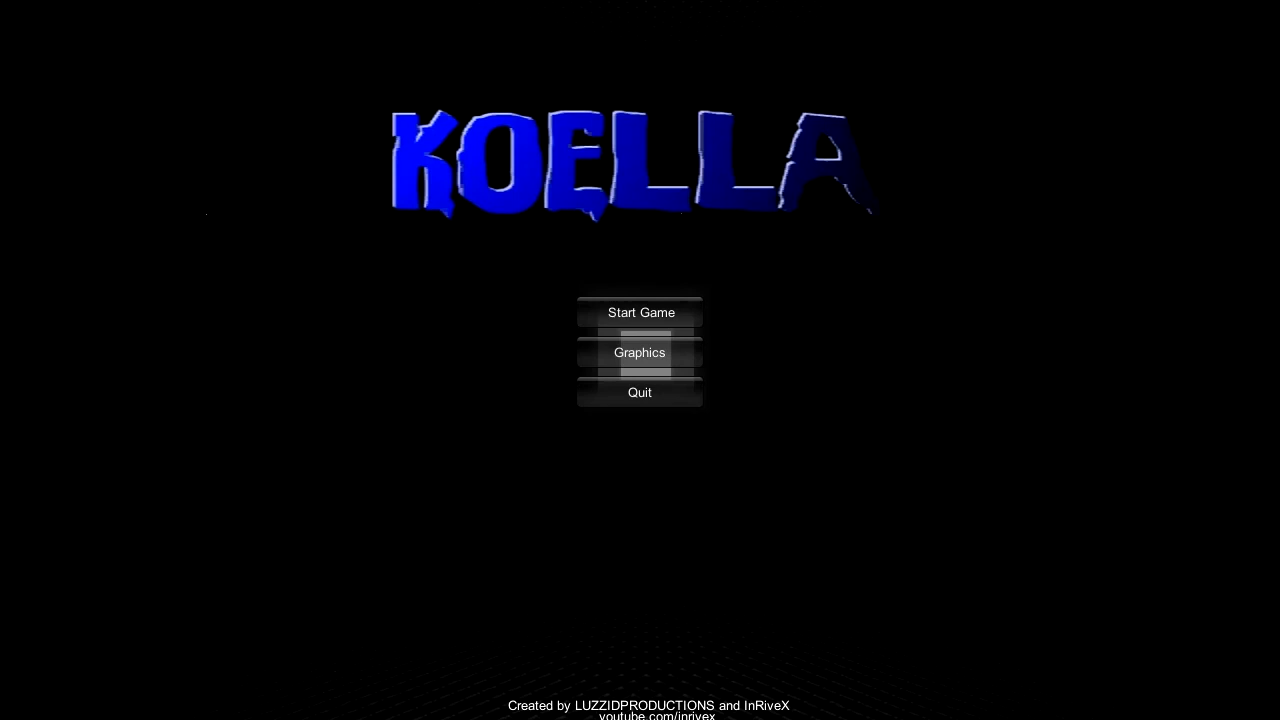 KOELLA
Start Game
Graphics
Quit
Created by LUZZIDPRODUCTIONS and InRiveX
youtube.com/inrivex